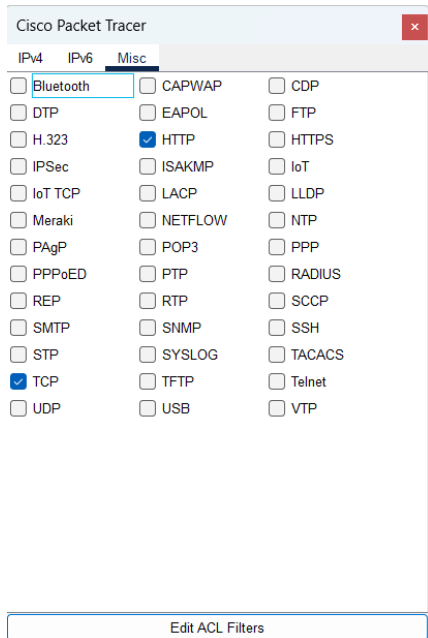 Cisco Packet Tracer
IPv4 IPv6 Misc
Bluetooth CAPWAP CDP
DTP EAPOL FTP
H.323 HTTP HTTPS
IPSec ISAKMP IoT
IoT TCP LACP LLDP
Meraki NETFLOW NTP
PAgP POP3 PPP
PPPoED PTP RADIUS
REP RTP SCCP
SMTP SNMP SSH
STP SYSLOG TACACS
TCP TFTP Telnet
UDP USB VTP
Edit ACL Filters